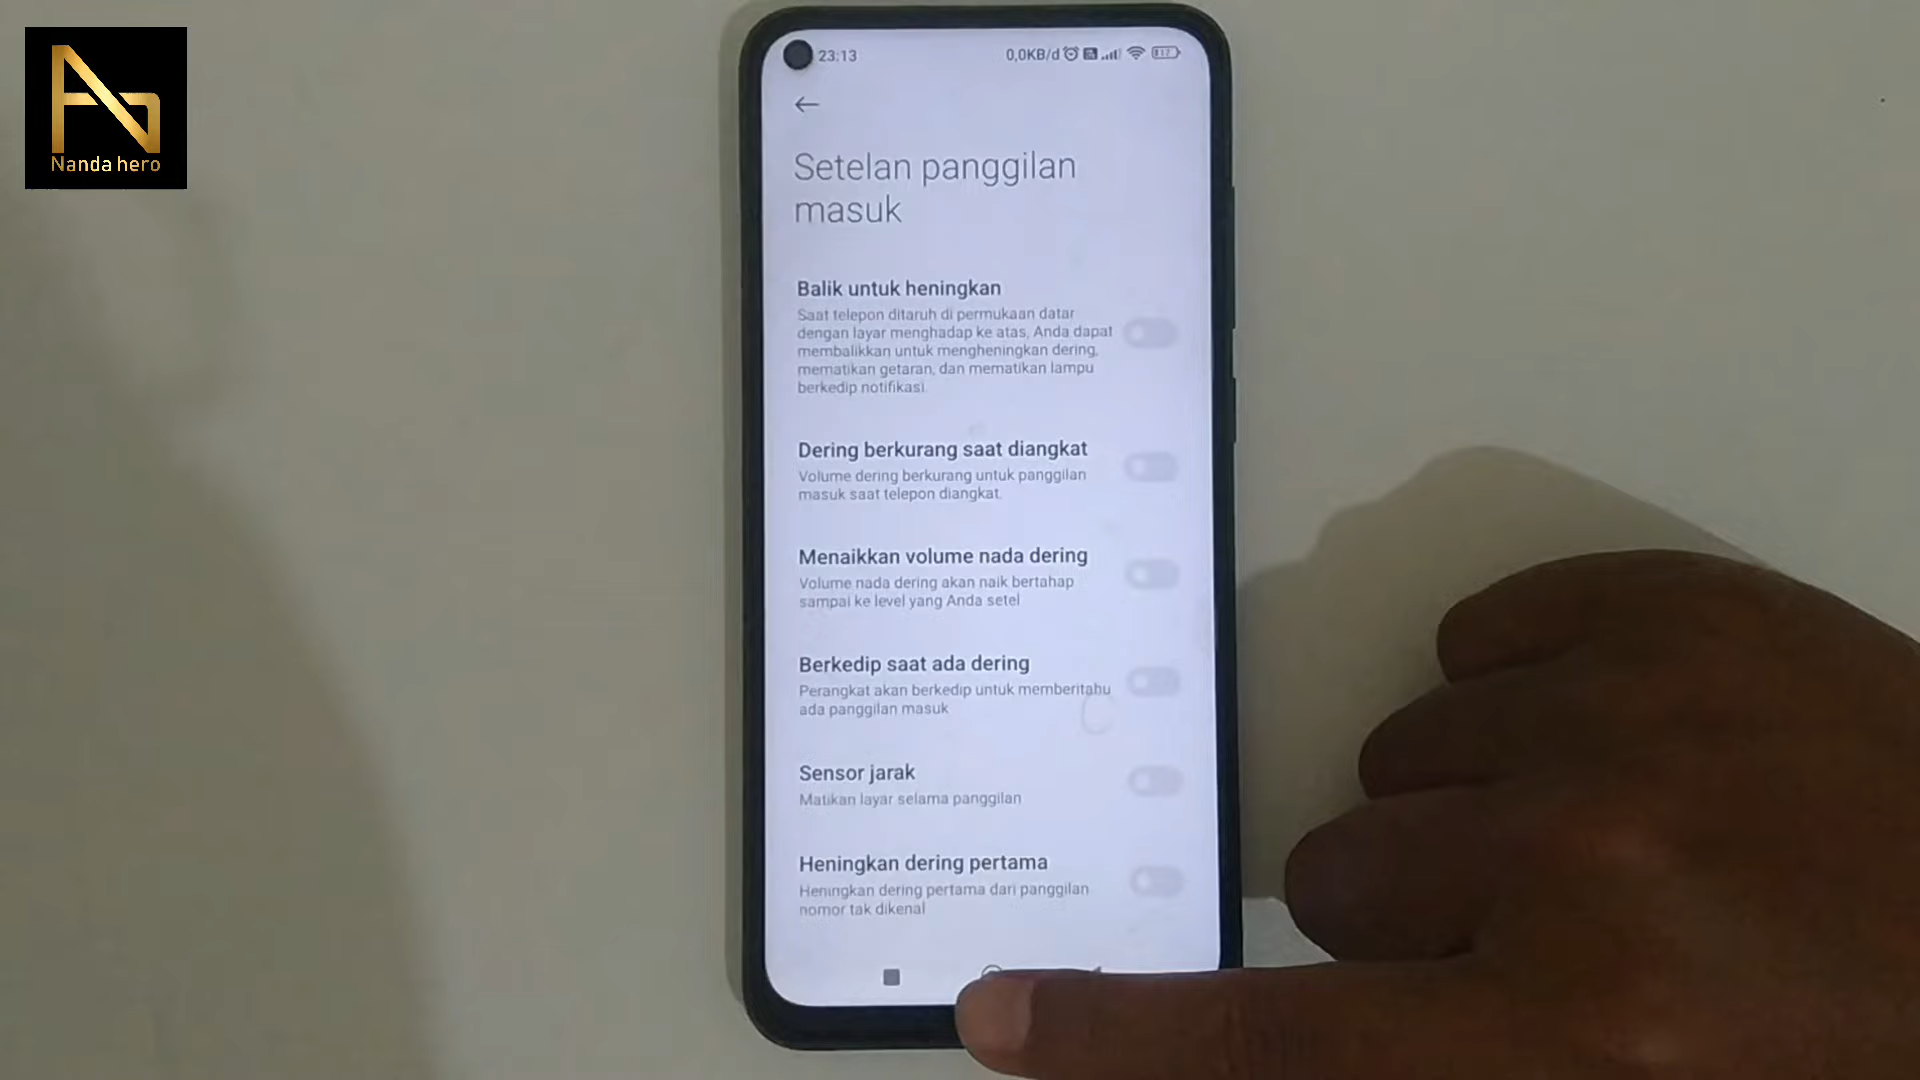 Nanda hero
23:13
0,0KB/d
17
Setelan panggilan
masuk
Balik untuk heningkan
Saat telepon ditaruh di permukaan datar
dengan layar menghadap ke atas, Anda dapat
membalikkan untuk mengheningkan dering,
mematikan getaran, dan mematikan lampu
berkedip notifikasi.
Dering berkurang saat diangkat
Volume dering berkurang untuk panggilan
masuk saat telepon diangkat.
Menaikkan volume nada dering
Volume nada dering akan naik bertahap
sampai ke level yang Anda setel
Berkedip saat ada dering
Perangkat akan berkedip untuk memberitahu
ada panggilan masuk
Sensor jarak
Matikan layar selama panggilan
Heningkan dering pertama
Heningkan dering pertama dari panggilan
nomor tak dikenal